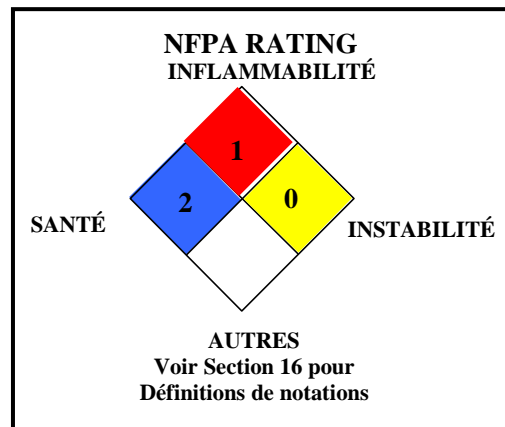 NFPA RATING
INFLAMMABILITÉ
1
2
0
SANTÉ
INSTABILITÉ
AUTRES
Voir Section 16 pour
Définitions de notations